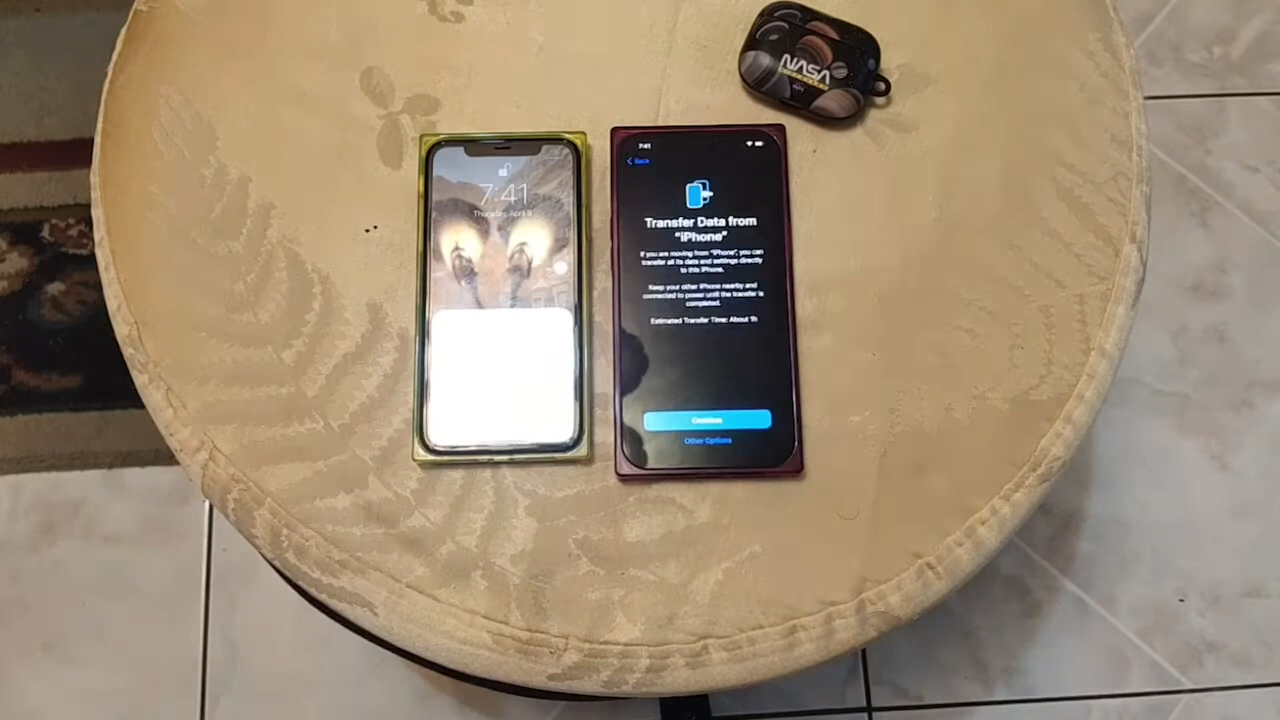 NASA
7:41
Thursday, April 8
7:41
Back
Transfer Data from
“iPhone”
If you are moving from “iPhone”, you can
transfer all its data and settings directly
to this iPhone.
Keep your other iPhone nearby and
connected to power until the transfer is
completed.
Estimated Transfer Time: About 1h
Continue
Other Options